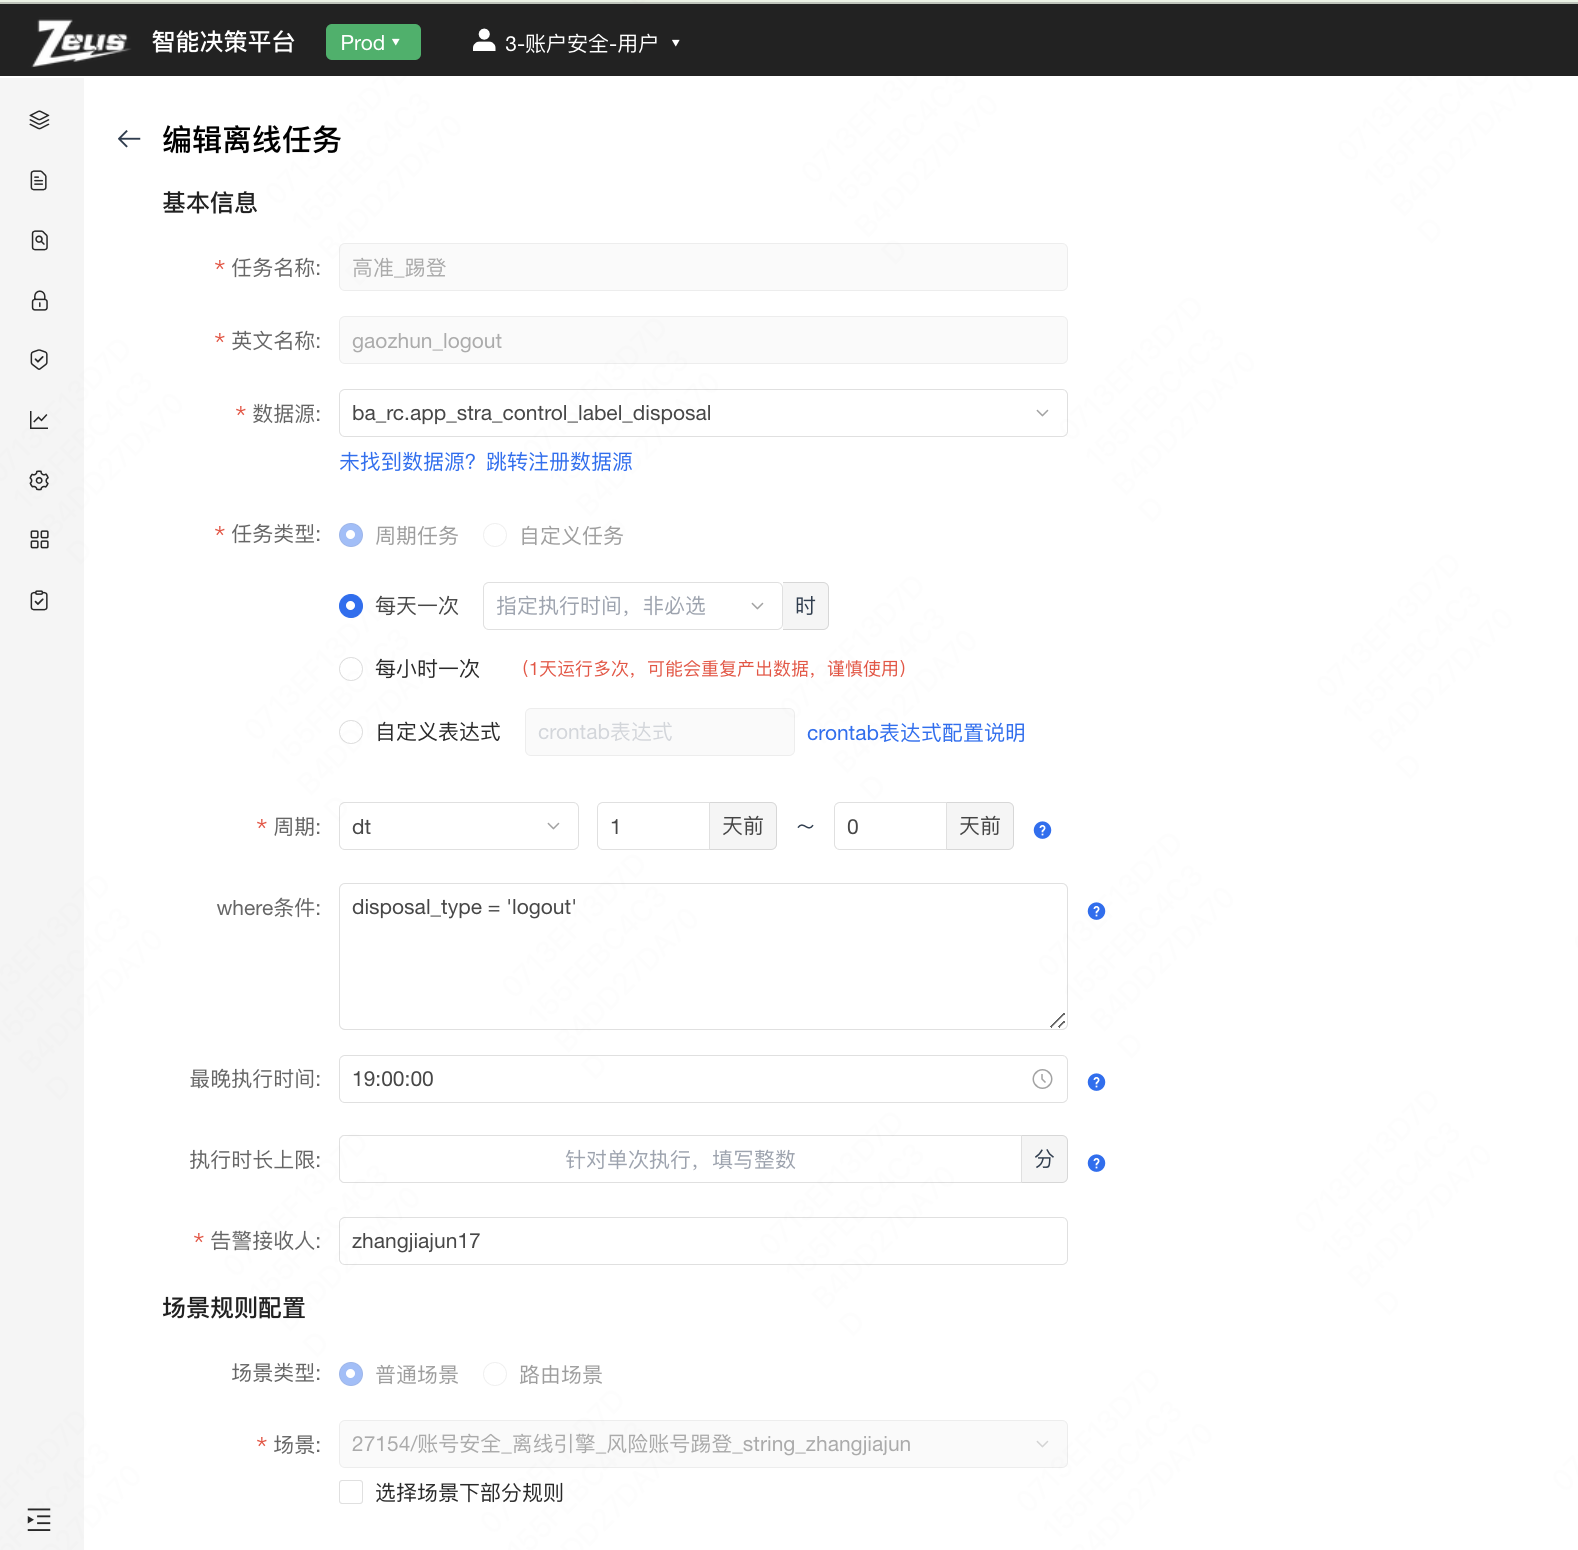 Zeus 智能决策平台 Prod 3-账户安全-用户
编辑离线任务
基本信息
* 任务名称: 高准_踢登
* 英文名称: gaozhun_logout
* 数据源: ba_rc.app_stra_control_label_disposal
未找到数据源? 跳转注册数据源
* 任务类型: 周期任务 自定义任务
每天一次 指定执行时间，非必选 时
每小时一次 （1天运行多次，可能会重复产出数据，谨慎使用）
自定义表达式 crontab表达式 crontab表达式配置说明
* 周期: dt 1 天前 ~ 0 天前
where条件: disposal_type = 'logout'
最晚执行时间: 19:00:00
执行时长上限: 针对单次执行，填写整数 分
* 告警接收人: zhangjiajun17
场景规则配置
场景类型: 普通场景 路由场景
* 场景: 27154/账号安全_离线引擎_风险账号踢登_string_zhangjiajun
选择场景下部分规则